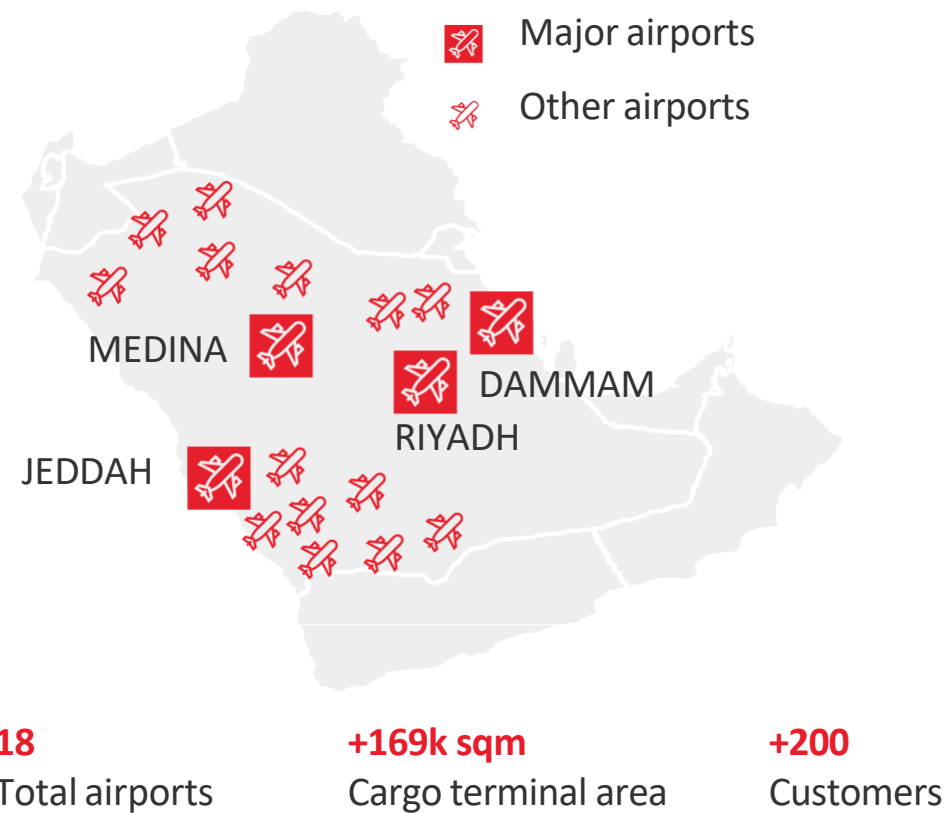 Major airports
Other airports
MEDINA
DAMMAM
RIYADH
JEDDAH
18
Total airports
+169k sqm
Cargo terminal area
+200
Customers